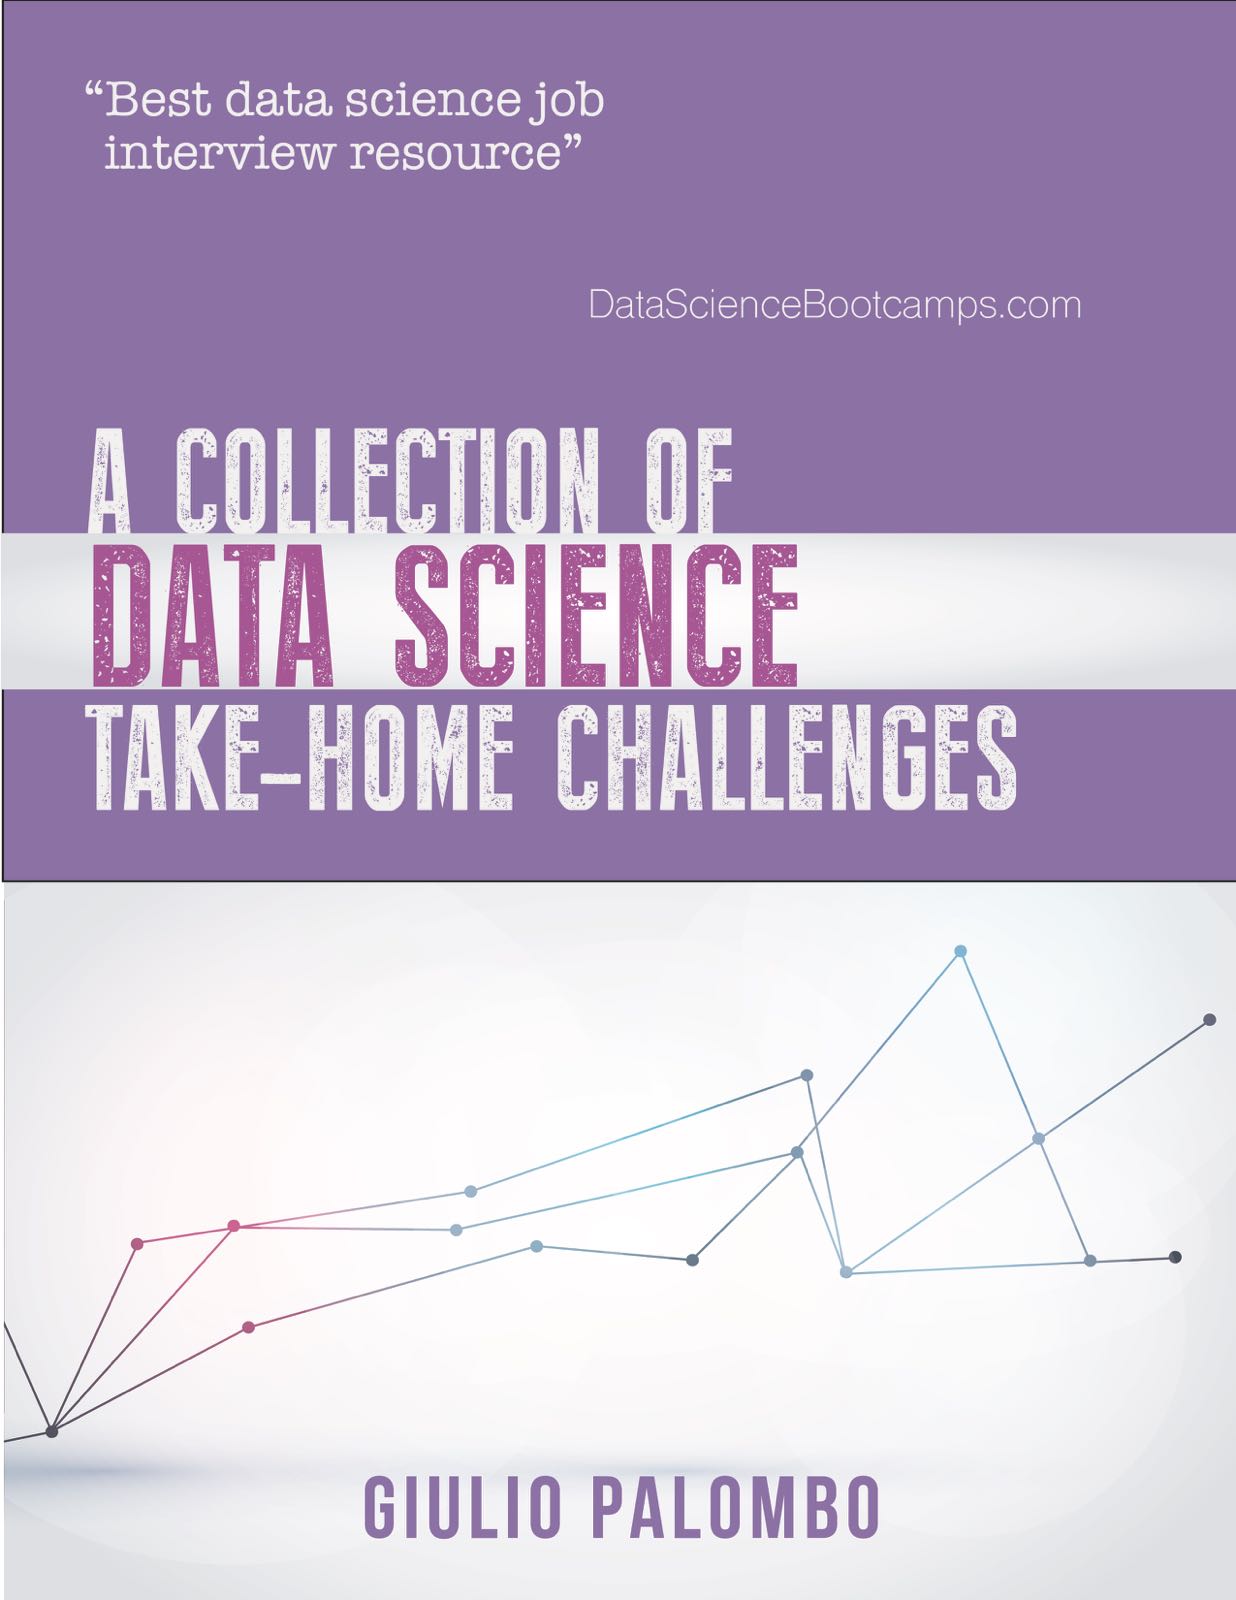 “Best data science job
interview resource”
DataScienceBootcamps.com
A COLLECTION OF
DATA SCIENCE
TAKE-HOME CHALLENGES
GIULIO PALOMBO